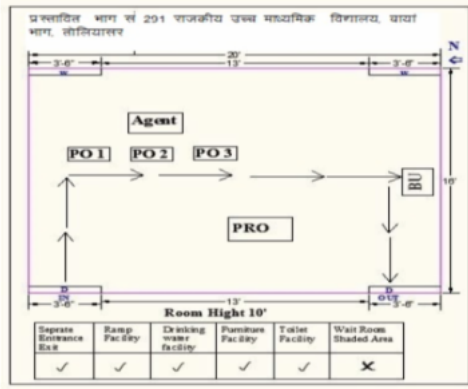 प्रस्तावित भाग सं 291 राजकीय उच्च माध्यमिक विद्यालय, बायां
भाग, तोलियासर
20'
N
3'-6" 13' 3'-6"
W W
Agent
PO 1 PO 2 PO 3
BU
16'
PRO
D D
IN OUT
3'-6" 13' 3'-6"
Room Hight 10'
Seprate Entrance Exit
Ramp Facility
Drinking water facility
Furniture Facility
Toilet Facility
Wait Room Shaded Area
✓ ✓ ✓ ✓ ✓ ✗